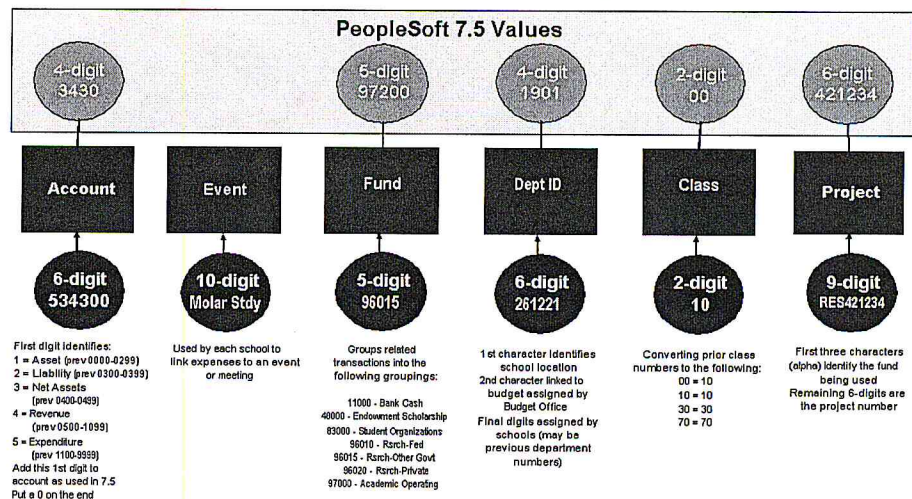 PeopleSoft 7.5 Values
4-digit
3430
5-digit
97200
4-digit
1901
2-digit
00
6-digit
421234
Account
Event
Fund
Dept ID
Class
Project
6-digit
534300
10-digit
Molar Stdy
5-digit
96015
6-digit
261221
2-digit
10
9-digit
RES421234
First digit identifies:
1 = Asset (prev 0000-0299)
2 = Liability (prev 0300-0399)
3 = Net Assets
(prev 0400-0499)
4 = Revenue
(prev 0500-1099)
5 = Expenditure
(prev 1100-9999)
Add this 1st digit to
account as used in 7.5
Put a 0 on the end
Used by each school to
link expenses to an event
or meeting
Groups related
transactions into the
following groupings:
11000 - Bank Cash
48000 - Endowment Scholarship
83000 - Student Organizations
96010 - Rsrch-Fed
96015 - Rsrch-Other Govt
96020 - Rsrch-Private
97000 - Academic Operating
1st character identifies
school location
2nd character linked to
budget assigned by
Budget Office
Final digits assigned by
schools (may be
previous department
numbers)
Converting prior class
numbers to the following:
00 = 10
10 = 10
30 = 30
70 = 70
First three characters
(alpha) identify the fund
being used
Remaining 6-digits are
the project number